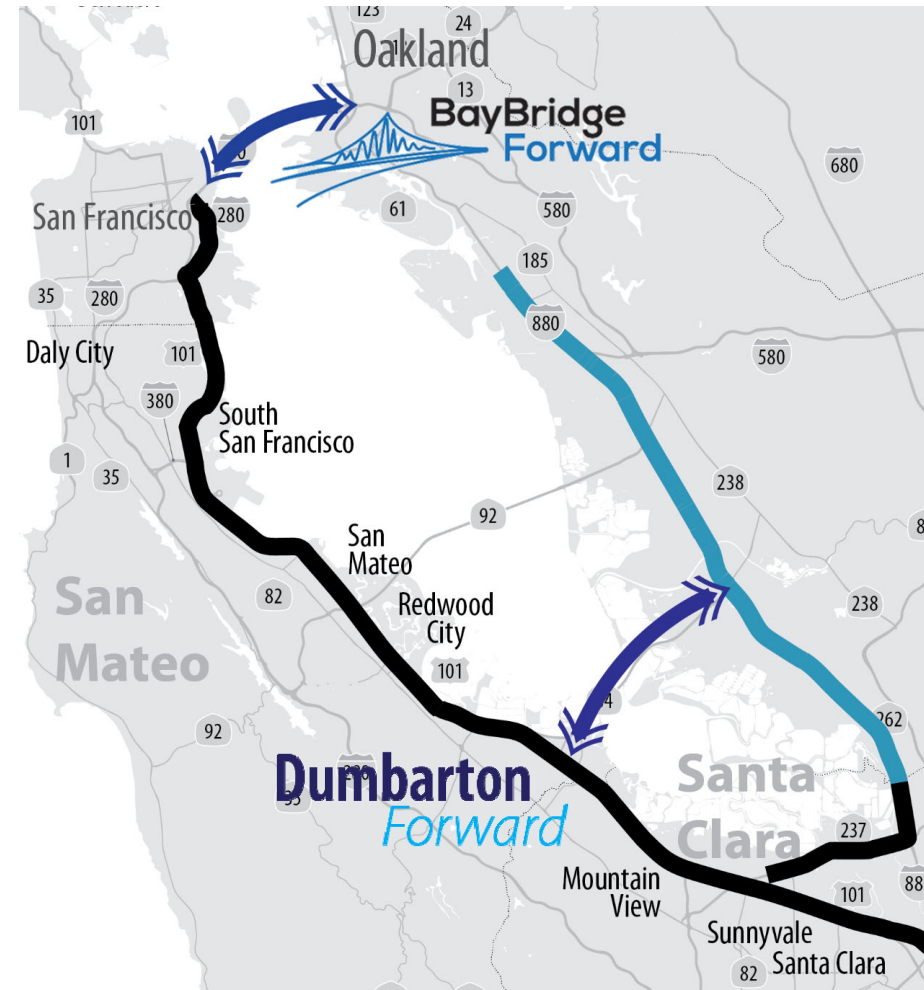 123
24
Oakland
13
BayBridge
Forward
101
680
280
San Francisco
61
580
185
35
280
880
Daly City
101
580
380
South
San Francisco
1
35
238
92
San
Mateo
82
San
Mateo
Redwood
City
238
101
262
92
Dumbarton
Forward
Santa
Clara
237
Mountain
View
101
Sunnyvale
Santa Clara
82